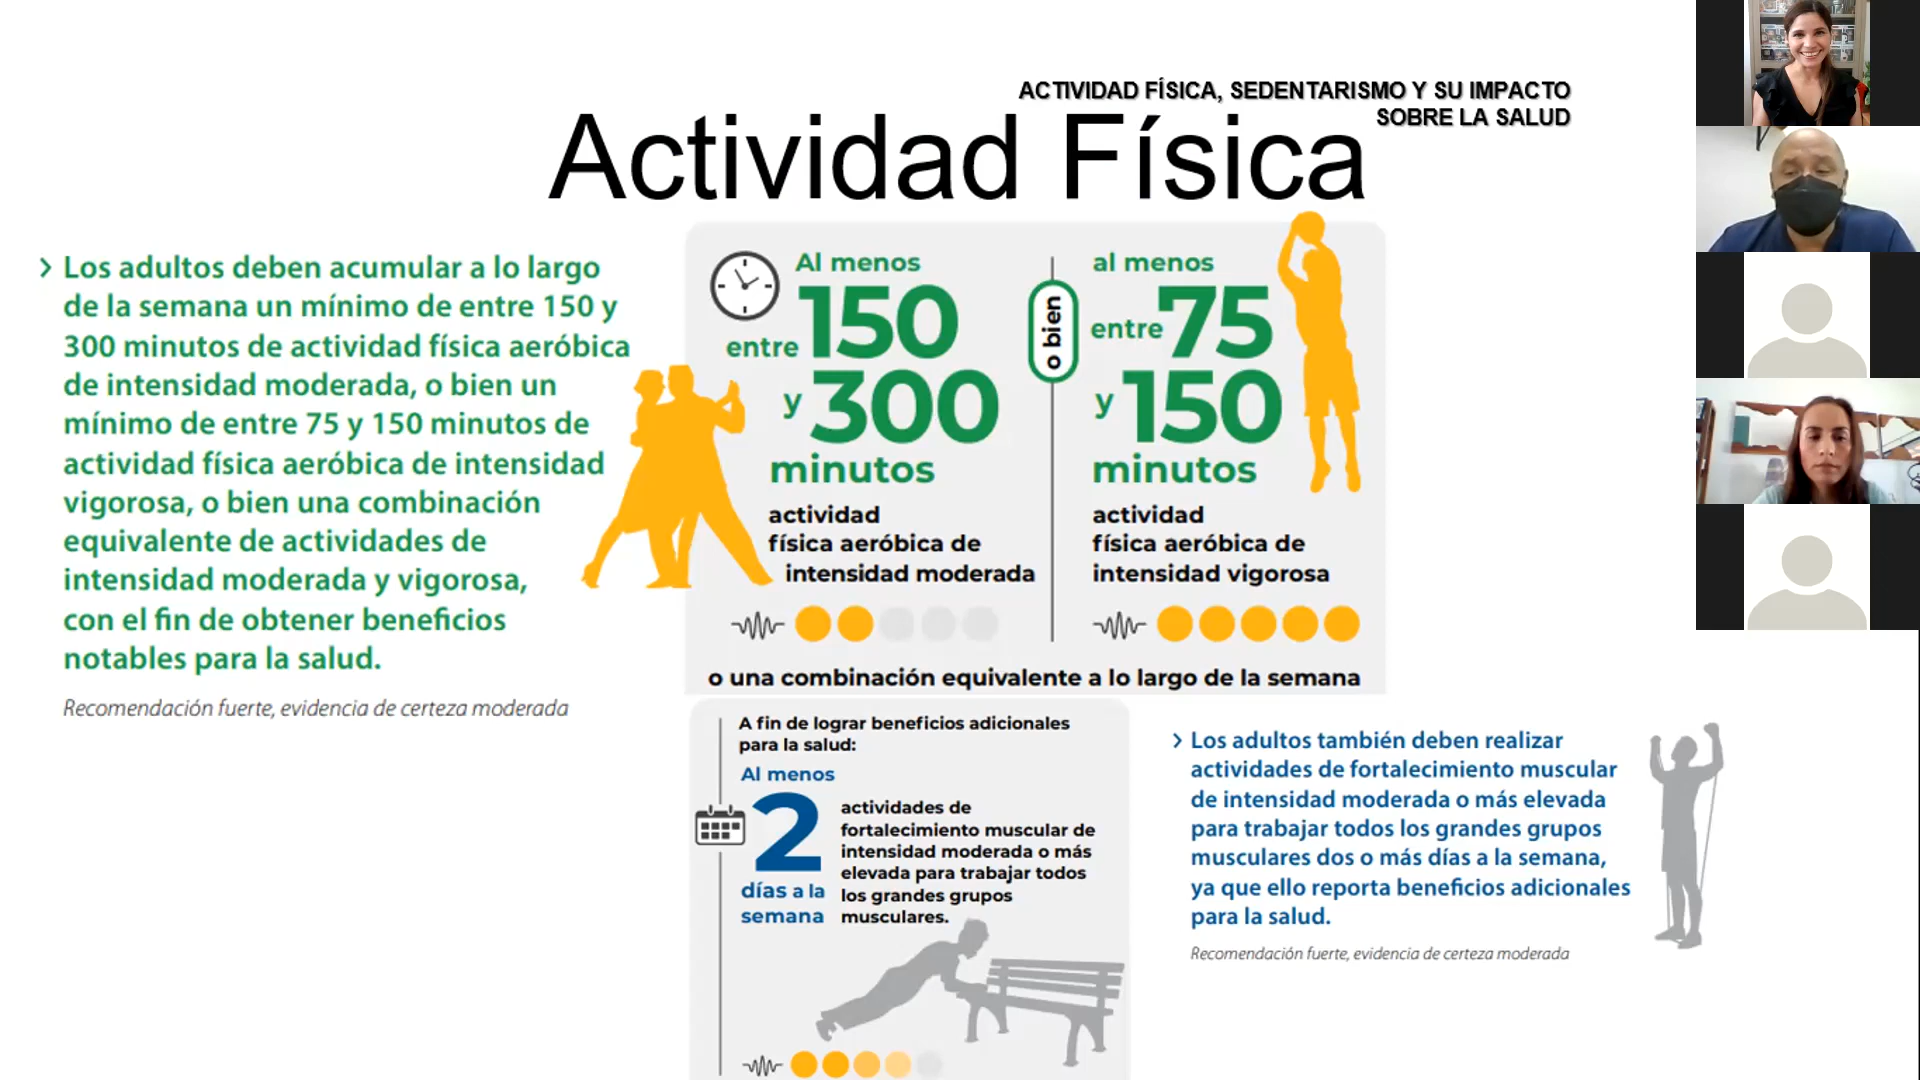 ACTIVIDAD FÍSICA, SEDENTARISMO Y SU IMPACTO
SOBRE LA SALUD
Actividad Física
› Los adultos deben acumular a lo largo
de la semana un mínimo de entre 150 y
300 minutos de actividad física aeróbica
de intensidad moderada, o bien un
mínimo de entre 75 y 150 minutos de
actividad física aeróbica de intensidad
vigorosa, o bien una combinación
equivalente de actividades de
intensidad moderada y vigorosa,
con el fin de obtener beneficios
notables para la salud.
Recomendación fuerte, evidencia de certeza moderada
Al menos
entre 150
y 300
minutos
actividad
física aeróbica de
intensidad moderada
o bien
al menos
entre 75
y 150
minutos
actividad
física aeróbica de
intensidad vigorosa
o una combinación equivalente a lo largo de la semana
A fin de lograr beneficios adicionales
para la salud:
Al menos
2
días a la
semana
actividades de
fortalecimiento muscular de
intensidad moderada o más
elevada para trabajar todos
los grandes grupos
musculares.
› Los adultos también deben realizar
actividades de fortalecimiento muscular
de intensidad moderada o más elevada
para trabajar todos los grandes grupos
musculares dos o más días a la semana,
ya que ello reporta beneficios adicionales
para la salud.
Recomendación fuerte, evidencia de certeza moderada